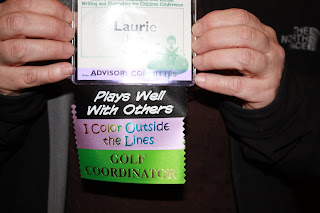 Writing and Illustrating for Children Conference
Laurie
ADVISORY COMMITTEE
Plays Well
With Others
I Color Outside
the Lines
GOLF
COORDINATOR
THE
NORTH
FACE